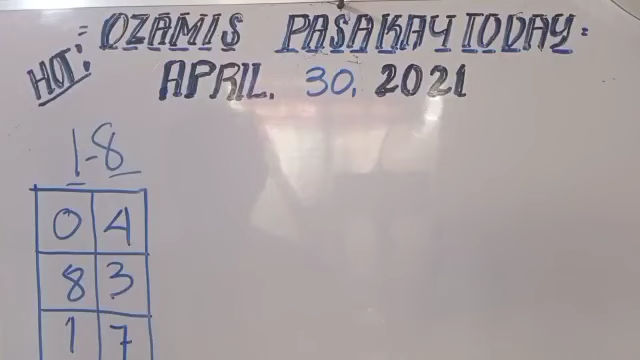 = OZAMIS PASAKAY TODAY =
HOT!
APRIL. 30. 2021
1-8
0 4
8 3
1 7